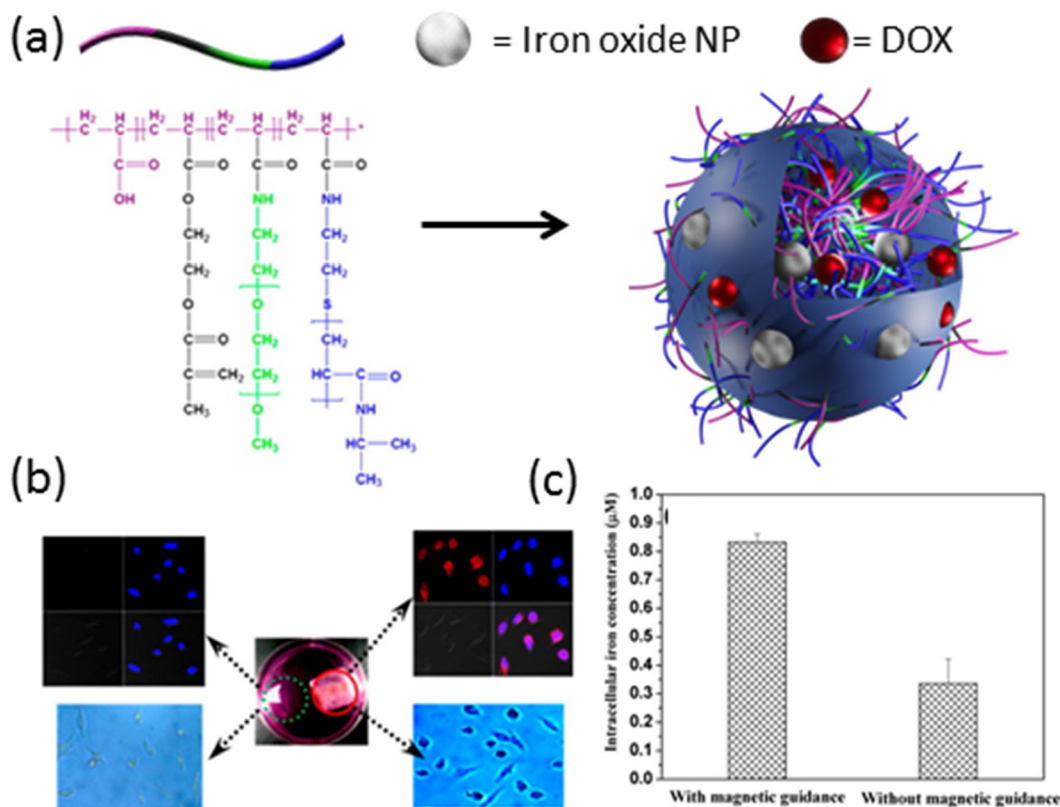 (a)
= Iron oxide NP
= DOX
H2 H H2 H H2 H H2 H
C C C C C C C C *
C=O C=O C=O C=O
OH O NH NH
CH2 CH2 CH2
CH2 CH2 CH2
O O S
C=O CH2 CH2
C=CH2 CH2 HC C=O
CH3 O NH
CH3 CH CH3
CH3
(b)
(c)
Intracellular iron concentration (μM)
1.0
0.9
0.8
0.7
0.6
0.5
0.4
0.3
0.2
0.1
0.0
With magnetic guidance
Without magnetic guidance